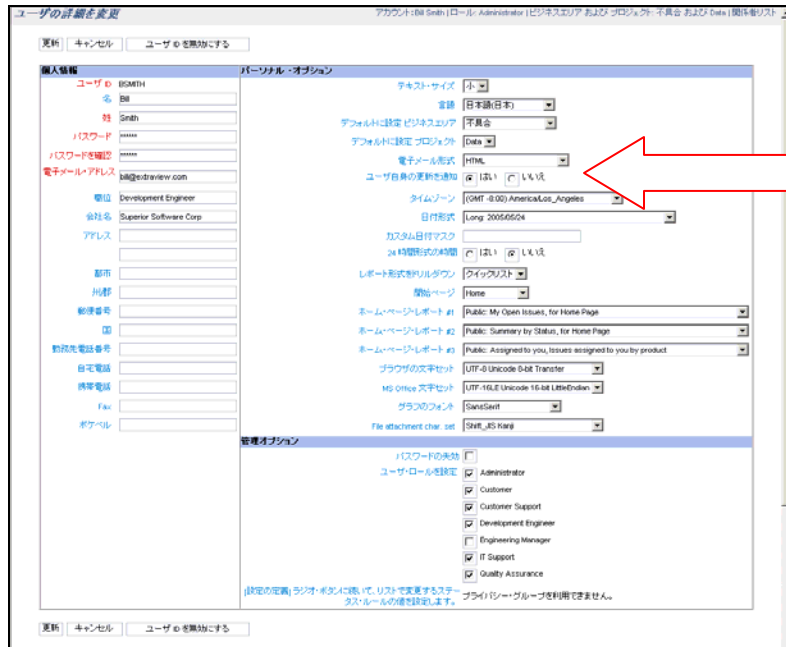 ユーザの詳細を変更
アカウント:Bill Smith | ロール: Administrator | ビジネスエリア および プロジェクト: 不具合 および Data | 関係者リスト
更新 キャンセル ユーザ ID を無効にする
個人情報
ユーザ ID BSMITH
名 Bill
姓 Smith
パスワード ******
パスワードを確認 ******
電子メール・アドレス bill@extraview.com
職位 Development Engineer
会社名 Superior Software Corp
アドレス
都市
州/郡
郵便番号
国
勤務先電話番号
自宅電話
携帯電話
Fax
ポケベル
パーソナル・オプション
テキスト・サイズ 小
言語 日本語(日本)
デフォルトに設定 ビジネスエリア 不具合
デフォルトに設定 プロジェクト Data
電子メール形式 HTML
ユーザ自身の更新を通知 はい いいえ
タイムゾーン (GMT -8:00) America/Los_Angeles
日付形式 Long: 2005/05/24
カスタム日付マスク
24 時間形式の時間 はい いいえ
レポート形式をドリルダウン クイックリスト
開始ページ Home
ホーム・ページ・レポート #1 Public: My Open Issues, for Home Page
ホーム・ページ・レポート #2 Public: Summary by Status, for Home Page
ホーム・ページ・レポート #3 Public: Assigned to you, Issues assigned to you by product
ブラウザの文字セット UTF-8 Unicode 8-bit Transfer
MS Office 文字セット UTF-16LE Unicode 16-bit LittleEndian
グラフのフォント SansSerif
File attachment char. set Shift_JIS Kanji
管理オプション
パスワードの失効
ユーザ・ロールを設定 Administrator
Customer
Customer Support
Development Engineer
Engineering Manager
IT Support
Quality Assurance
[設定の定義] ラジオ・ボタンに続いて、リストで変更するステー
タス・ルールの値を設定します。 プライバシー・グループを利用できません。
更新 キャンセル ユーザ ID を無効にする